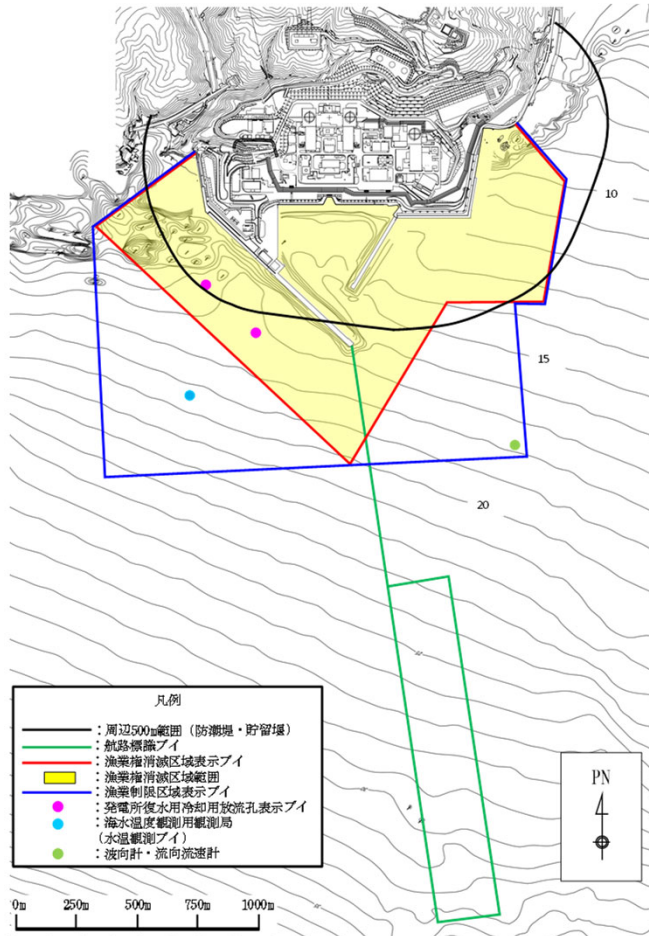 10
15
20
凡例
：周辺500m範囲（防潮堤・貯留堰）
：航路標識ブイ
：漁業権消滅区域表示ブイ
：漁業権消滅区域範囲
：漁業制限区域表示ブイ
：発電所復水用冷却用放流孔表示ブイ
：海水温度観測用観測局
（水温観測ブイ）
：波向計・流向流速計
PN
0m 250m 500m 750m 1000m